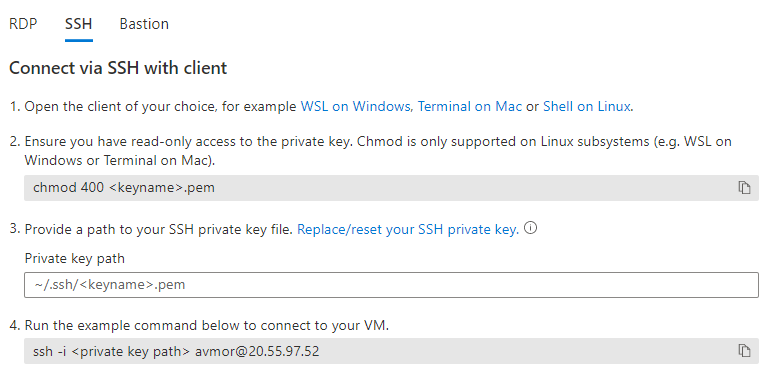 RDP SSH Bastion
Connect via SSH with client
1. Open the client of your choice, for example WSL on Windows, Terminal on Mac or Shell on Linux.
2. Ensure you have read-only access to the private key. Chmod is only supported on Linux subsystems (e.g. WSL on
Windows or Terminal on Mac).
chmod 400 <keyname>.pem
3. Provide a path to your SSH private key file. Replace/reset your SSH private key.
Private key path
~/.ssh/<keyname>.pem
4. Run the example command below to connect to your VM.
ssh -i <private key path> avmor@20.55.97.52